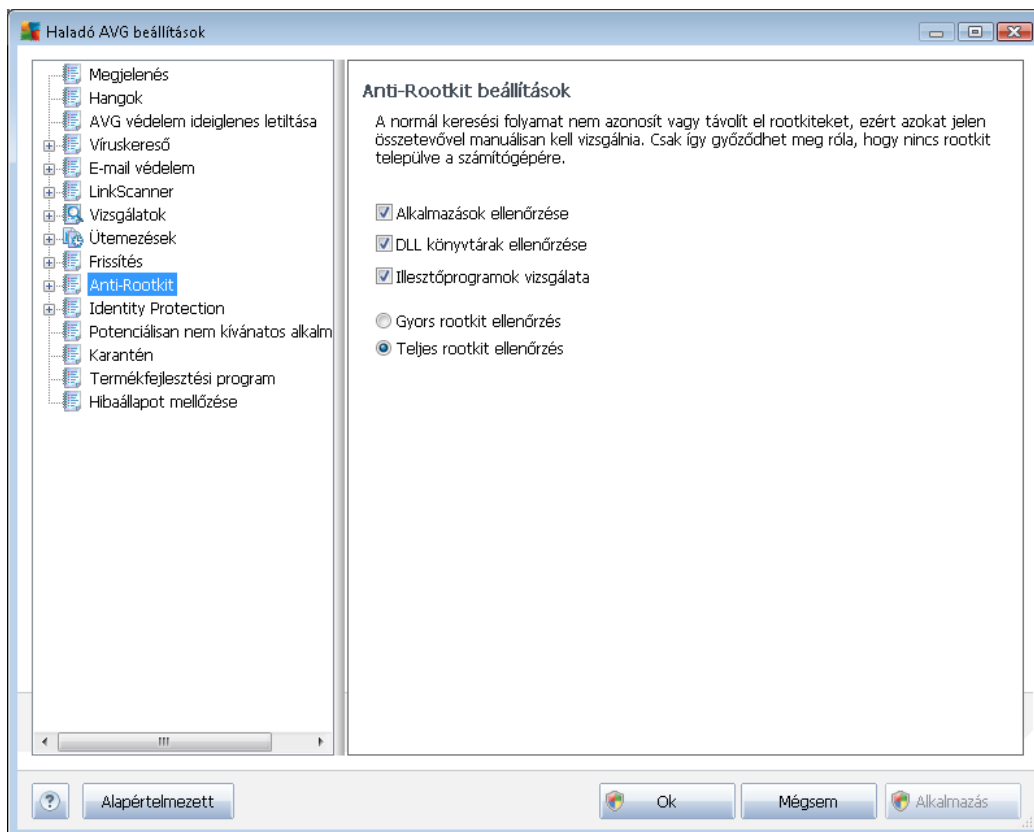 Haladó AVG beállítások
Megjelenés
Hangok
AVG védelem ideiglenes letiltása
Víruskereső
E-mail védelem
LinkScanner
Vizsgálatok
Ütemezések
Frissítés
Anti-Rootkit
Identity Protection
Potenciálisan nem kívánatos alkalm
Karantén
Termékfejlesztési program
Hibaállapot mellőzése
Anti-Rootkit beállítások
A normál keresési folyamat nem azonosít vagy távolít el rootkiteket, ezért azokat jelen
összetevővel manuálisan kell vizsgálnia. Csak így győződhet meg róla, hogy nincs rootkit
települve a számítógépére.
Alkalmazások ellenőrzése
DLL könyvtárak ellenőrzése
Illesztőprogramok vizsgálata
Gyors rootkit ellenőrzés
Teljes rootkit ellenőrzés
Alapértelmezett
Ok
Mégsem
Alkalmazás